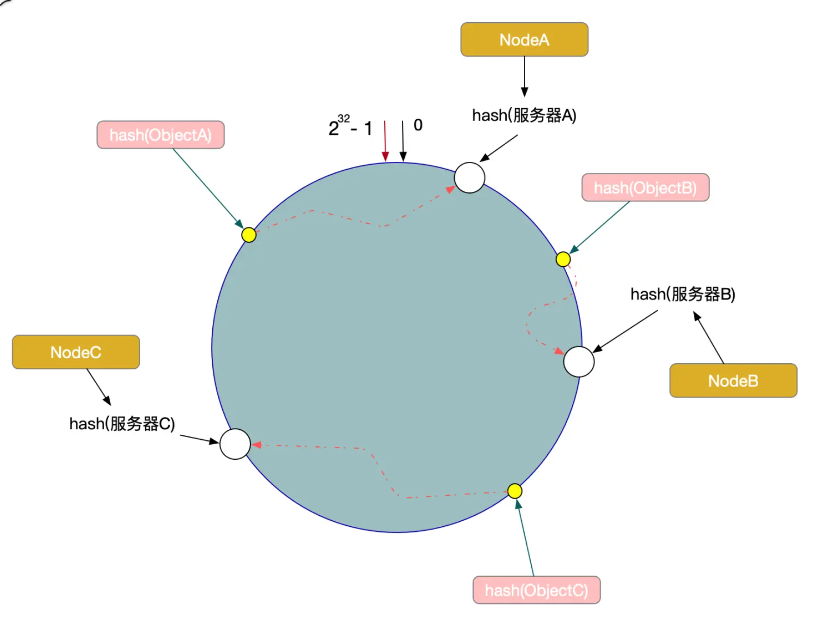 NodeA
hash(服务器A)
2^32 - 1
0
hash(ObjectA)
hash(ObjectB)
hash(服务器B)
NodeC
NodeB
hash(服务器C)
hash(ObjectC)